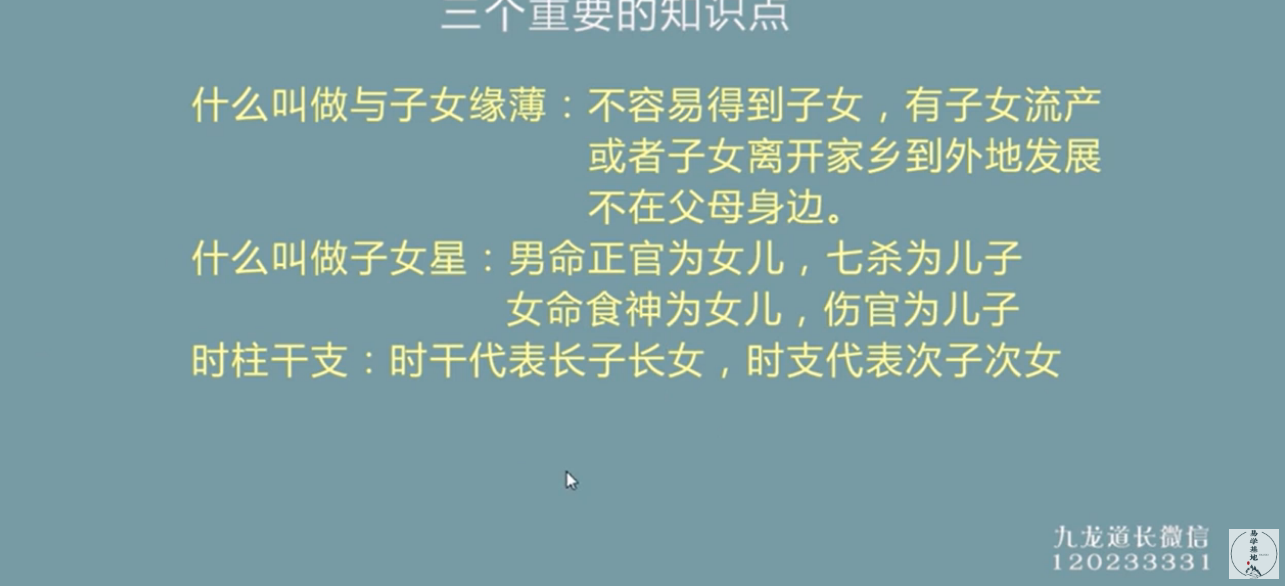 三个重要的知识点
什么叫做与子女缘薄：不容易得到子女，有子女流产
或者子女离开家乡到外地发展
不在父母身边。
什么叫做子女星：男命正官为女儿，七杀为儿子
女命食神为女儿，伤官为儿子
时柱干支：时干代表长子长女，时支代表次子次女
九龙道长微信
120233331
易学基地